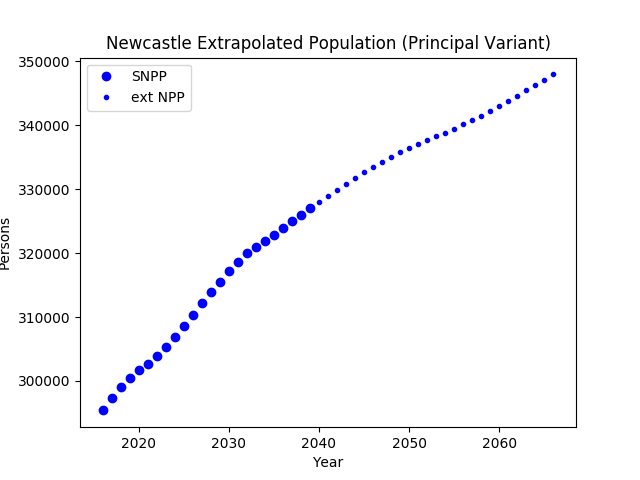 Newcastle Extrapolated Population (Principal Variant)
SNPP
ext NPP
350000
340000
330000
320000
310000
300000
Persons
2020 2030 2040 2050 2060
Year